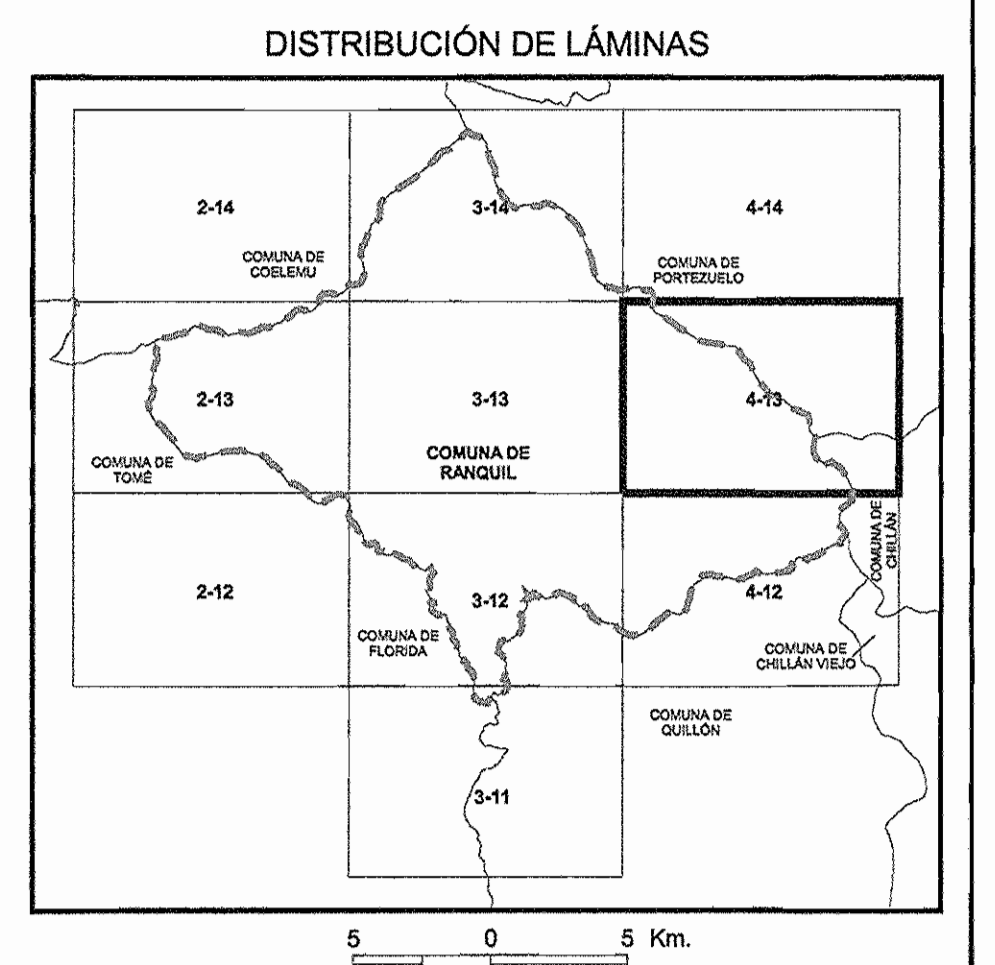 DISTRIBUCIÓN DE LÁMINAS
2-14
3-14
4-14
COMUNA DE
COELEMU
COMUNA DE
PORTEZUELO
2-13
3-13
4-13
COMUNA DE
TOMÉ
COMUNA DE
RANQUIL
COMUNA DE
CHILLÁN
2-12
3-12
4-12
COMUNA DE
FLORIDA
COMUNA DE
CHILLÁN VIEJO
COMUNA DE
QUILLÓN
3-11
5 0 5 Km.